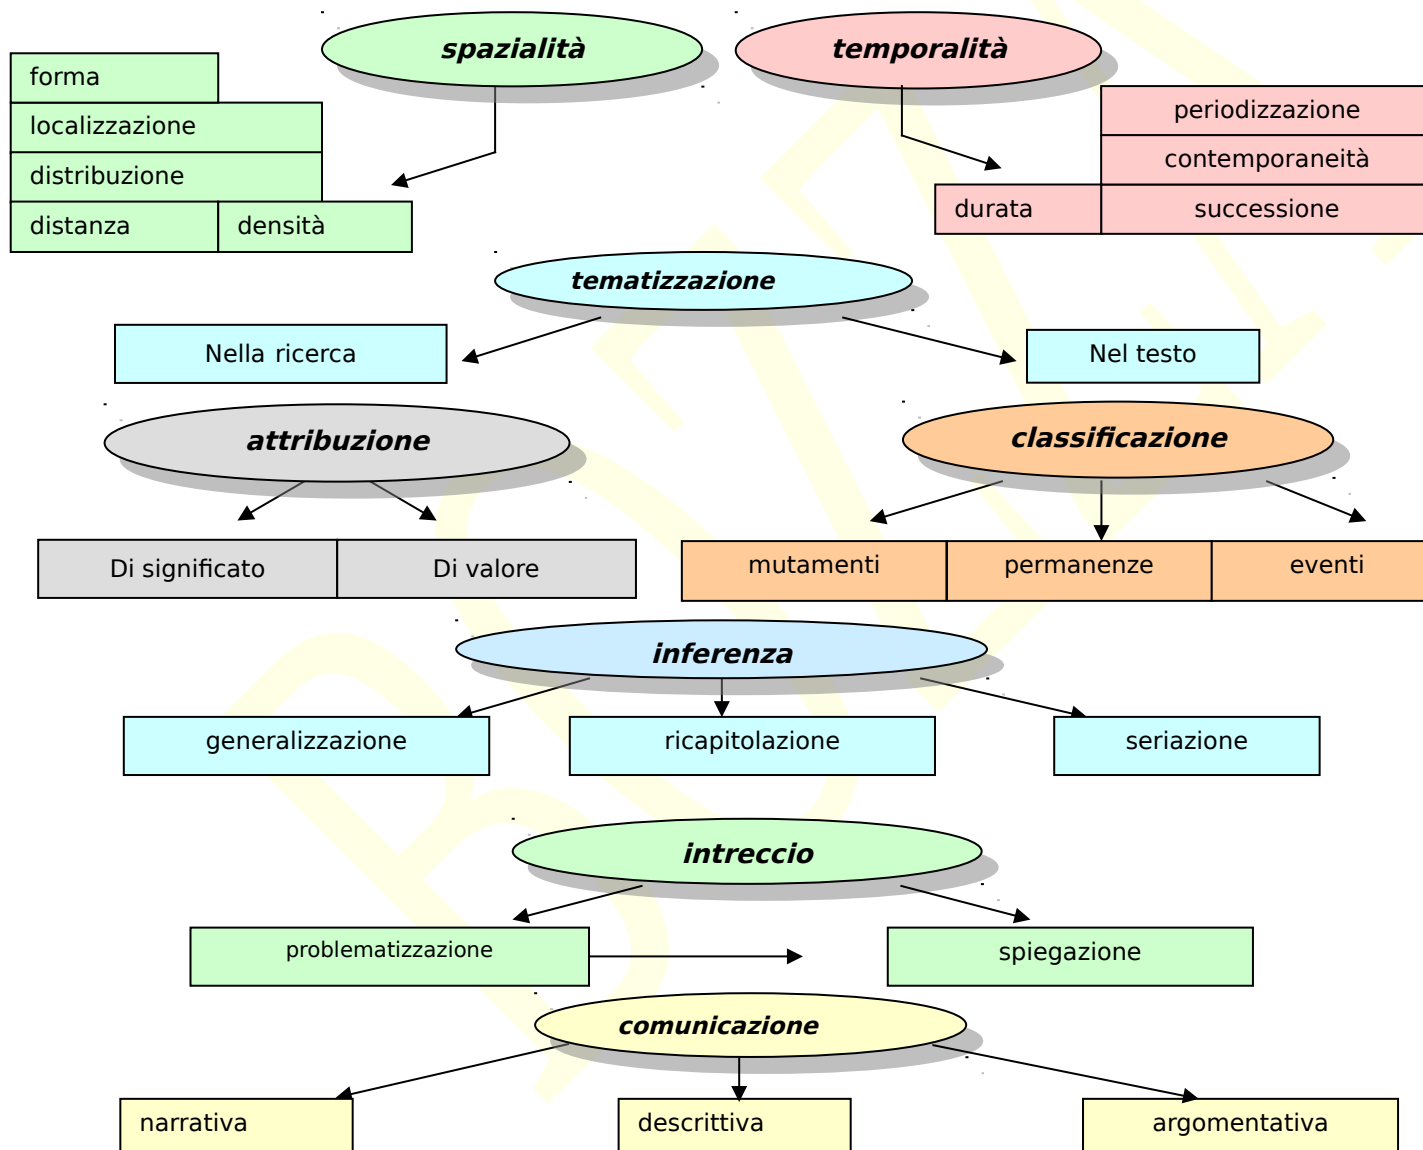 spazialità
temporalità
forma
localizzazione
distribuzione
distanza densità
periodizzazione
contemporaneità
durata successione
tematizzazione
Nella ricerca
Nel testo
attribuzione
classificazione
Di significato Di valore
mutamenti permanenze eventi
inferenza
generalizzazione
ricapitolazione
seriazione
intreccio
problematizzazione
spiegazione
comunicazione
narrativa
descrittiva
argomentativa